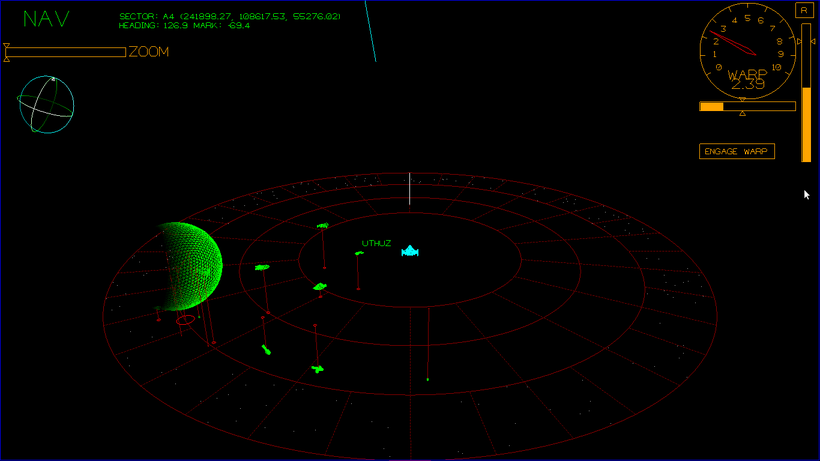 NAV
SECTOR: A4 (241898.27, 108617.53, 55276.02)
HEADING: 126.9 MARK: -69.4
ZOOM
R
0 1 2 3 4 5 6 7 8 9 10
WARP
2.39
ENGAGE WARP
UTHUZ